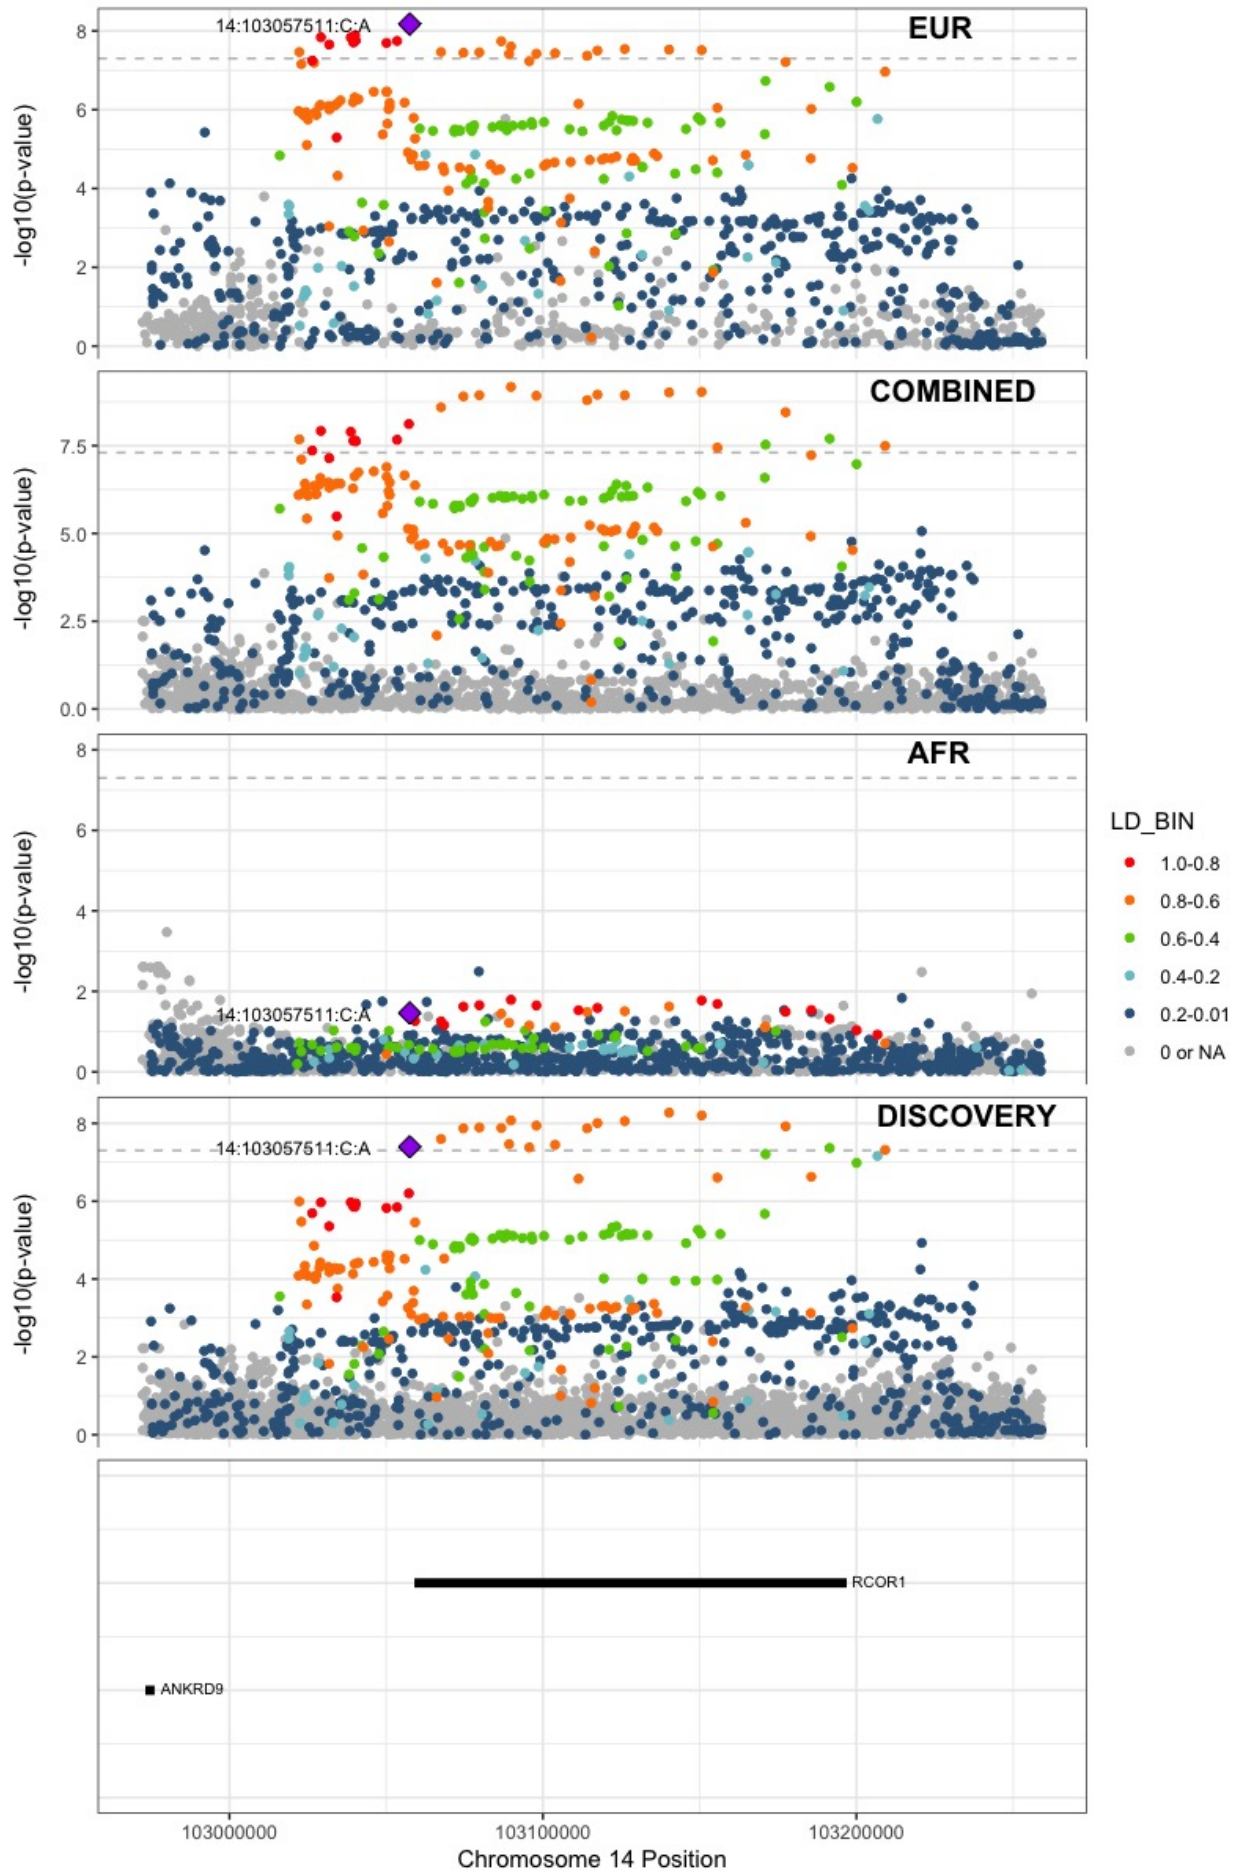 EUR
14:103057511:C:A
8
6
4
2
0
-log10(p-value)
COMBINED
7.5
5.0
2.5
0.0
-log10(p-value)
AFR
14:103057511:C:A
8
6
4
2
0
-log10(p-value)
DISCOVERY
14:103057511:C:A
8
6
4
2
0
-log10(p-value)
LD_BIN
1.0-0.8
0.8-0.6
0.6-0.4
0.4-0.2
0.2-0.01
0 or NA
RCOR1
ANKRD9
103000000
103100000
103200000
Chromosome 14 Position